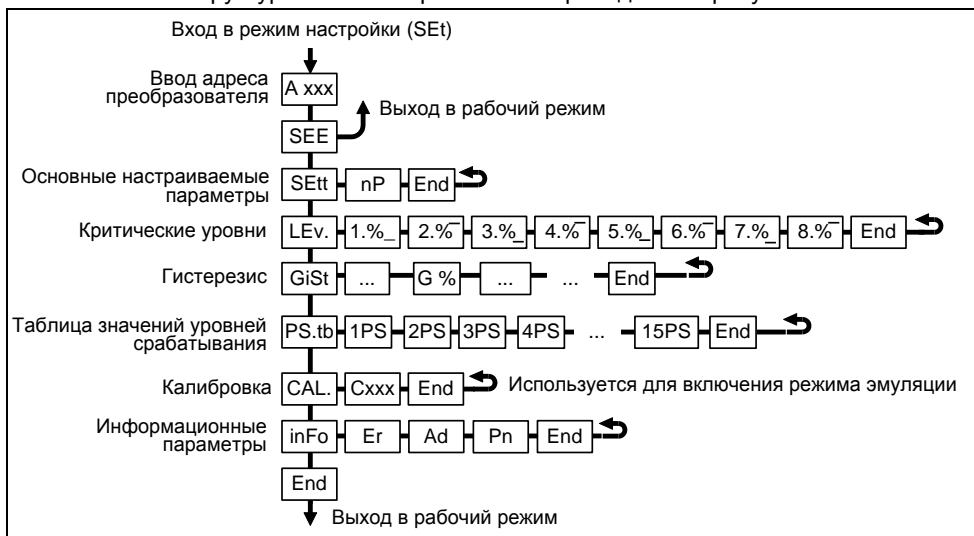 Вход в режим настройки (SEt)
Ввод адреса
преобразователя
A xxx
Выход в рабочий режим
SEE
Основные настраиваемые
параметры
SEtt nP End
Критические уровни LEv. 1.%_ 2.%‾ 3.%_ 4.%‾ 5.%_ 6.%‾ 7.%_ 8.%‾ End
Гистерезис GiSt ... G % ... ... End
Таблица значений уровней
срабатывания
PS.tb 1PS 2PS 3PS 4PS ... 15PS End
Калибровка CAL. Cxxx End Используется для включения режима эмуляции
Информационные
параметры
inFo Er Ad Pn End
End
Выход в рабочий режим